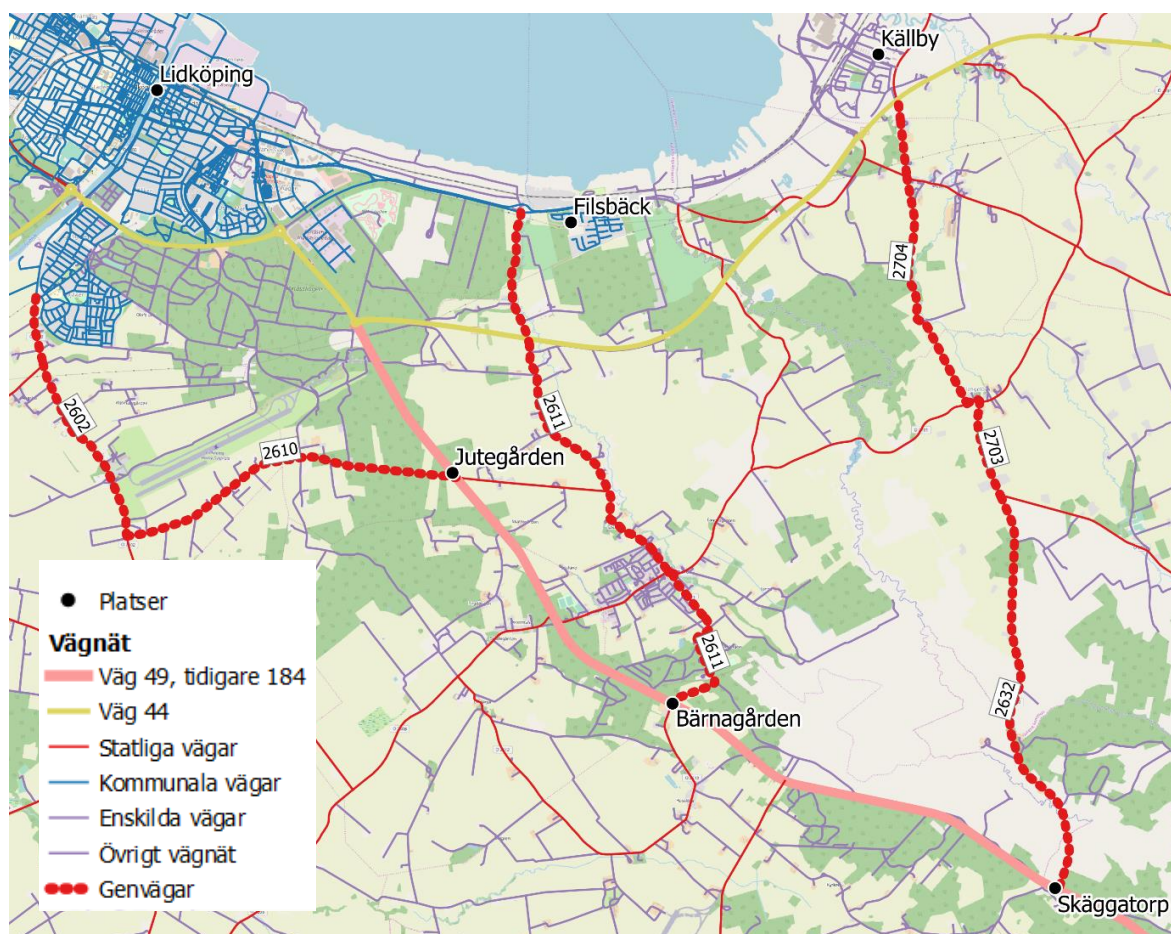 Källby
Lidköping
Filsbäck
2704
2602
2611
2703
2610
Jutegården
2611
2632
Bärnagården
Skäggatorp
Platser
Vägnät
Väg 49, tidigare 184
Väg 44
Statliga vägar
Kommunala vägar
Enskilda vägar
Övrigt vägnät
Genvägar